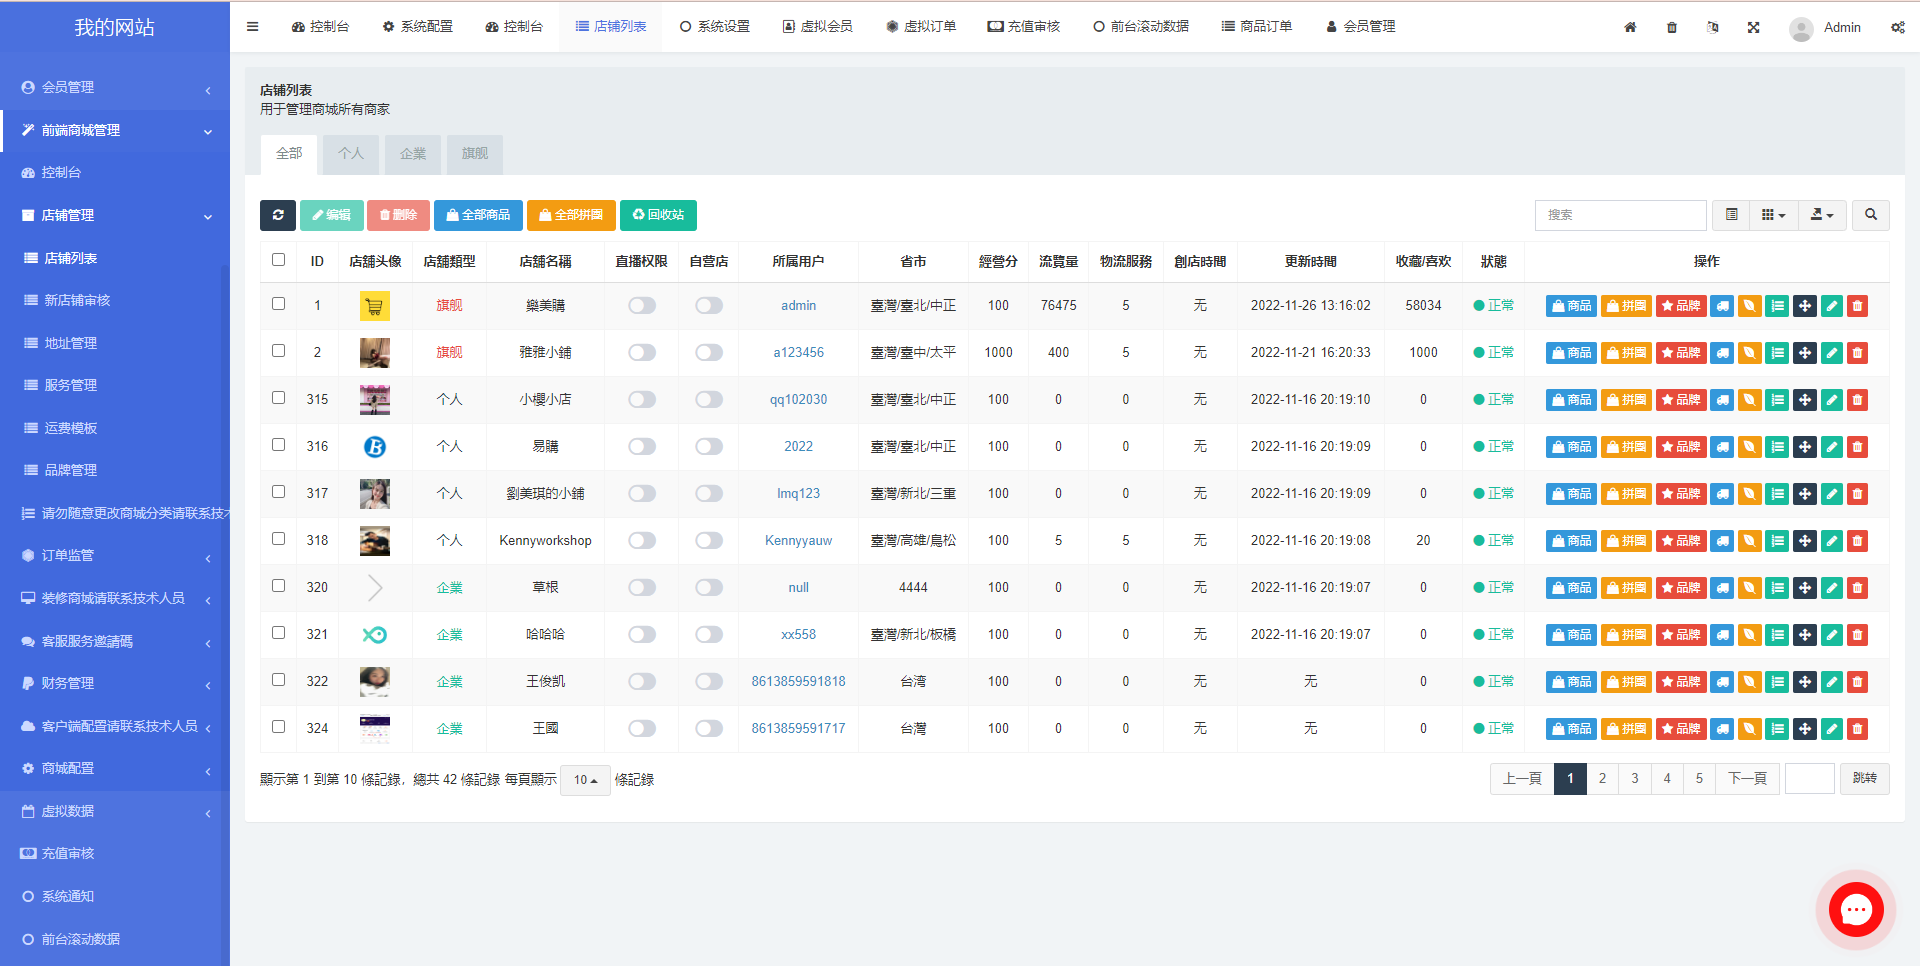 我的网站
控制台 系统配置 控制台 店铺列表 系统设置 虚拟会员 虚拟订单 充值审核 前台滚动数据 商品订单 会员管理 Admin
会员管理
前端商城管理
控制台
店铺管理
店铺列表
新店铺审核
地址管理
服务管理
运费模板
品牌管理
请勿随意更改商城分类请联系技术
订单监管
装修商城请联系技术人员
客服服务邀請碼
财务管理
客户端配置请联系技术人员
商城配置
虚拟数据
充值审核
系统通知
前台滚动数据
店铺列表
用于管理商城所有商家
全部 个人 企業 旗舰
编辑 删除 全部商品 全部拼團 回收站 搜索
ID 店舖头像 店舖類型 店舖名稱 直播权限 自营店 所属用户 省市 經營分 流覽量 物流服務 創店時間 更新時間 收藏/喜欢 狀態 操作
1 旗舰 樂美購 admin 臺灣/臺北/中正 100 76475 5 无 2022-11-26 13:16:02 58034 正常 商品 拼團 品牌
2 旗舰 雅雅小鋪 a123456 臺灣/臺中/太平 1000 400 5 无 2022-11-21 16:20:33 1000 正常 商品 拼團 品牌
315 个人 小櫻小店 qq102030 臺灣/臺北/中正 100 0 0 无 2022-11-16 20:19:10 0 正常 商品 拼團 品牌
316 个人 易購 2022 臺灣/臺北/中正 100 0 0 无 2022-11-16 20:19:09 0 正常 商品 拼團 品牌
317 个人 劉美琪的小鋪 lmq123 臺灣/新北/三重 100 0 0 无 2022-11-16 20:19:09 0 正常 商品 拼團 品牌
318 个人 Kennyworkshop Kennyyauw 臺灣/高雄/鳥松 100 5 5 无 2022-11-16 20:19:08 20 正常 商品 拼團 品牌
320 企業 草根 null 4444 100 0 0 无 2022-11-16 20:19:07 0 正常 商品 拼團 品牌
321 企業 哈哈哈 xx558 臺灣/新北/板橋 100 0 0 无 2022-11-16 20:19:07 0 正常 商品 拼團 品牌
322 企業 王俊凯 8613859591818 台湾 100 0 0 无 无 0 正常 商品 拼團 品牌
324 企業 王國 8613859591717 台灣 100 0 0 无 无 0 正常 商品 拼團 品牌
顯示第 1 到第 10 條記錄，總共 42 條記錄 每頁顯示 10 條記錄 上一頁 1 2 3 4 5 下一頁 跳转